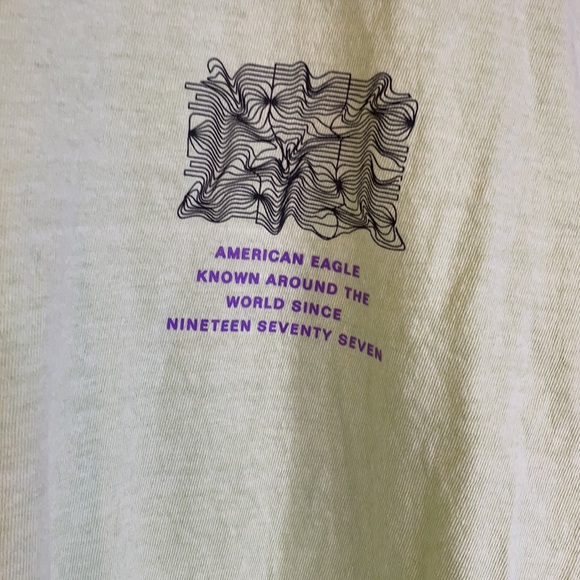 AMERICAN EAGLE
KNOWN AROUND THE
WORLD SINCE
NINETEEN SEVENTY SEVEN